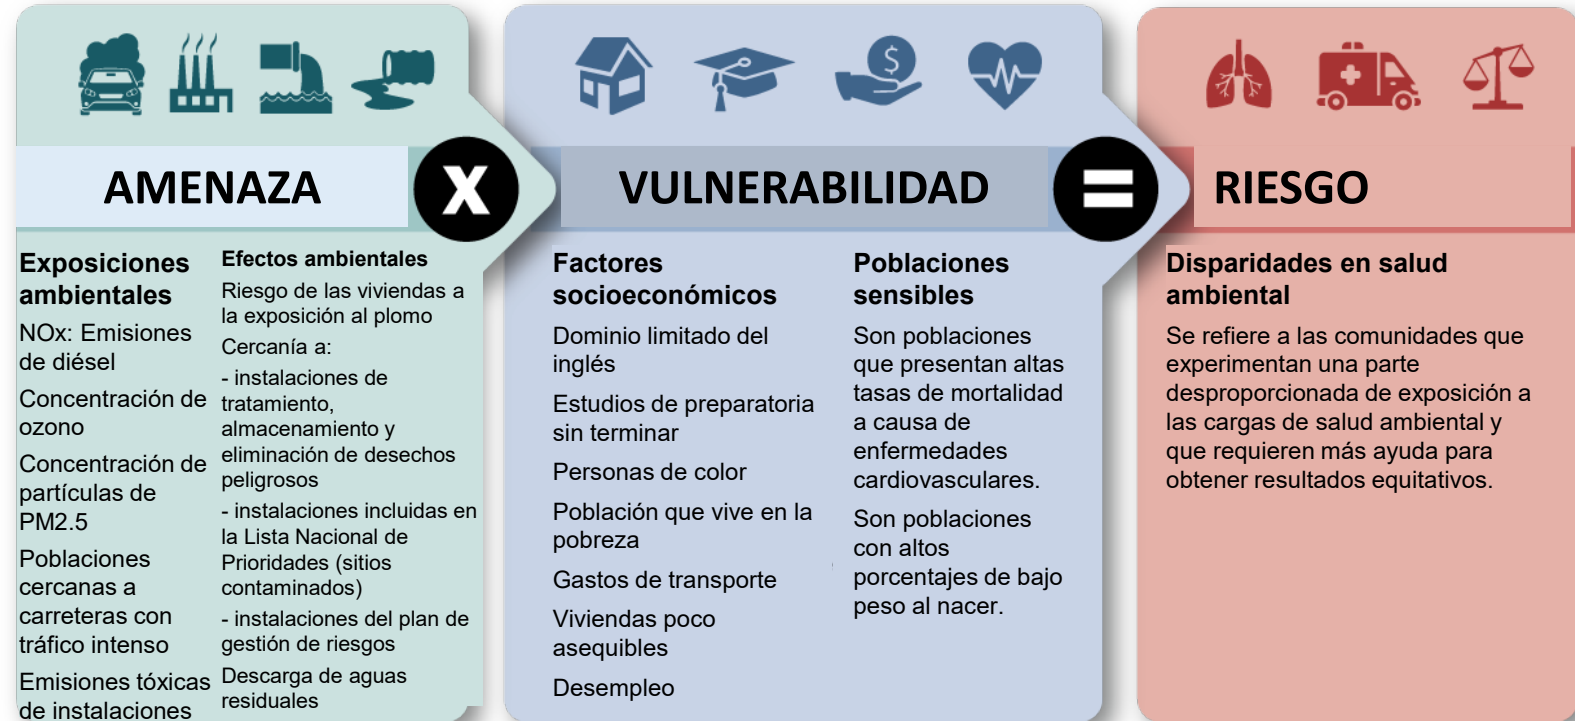 AMENAZA
X
VULNERABILIDAD
=
RIESGO
$
Exposiciones
ambientales
NOx: Emisiones
de diésel
Concentración de
ozono
Concentración de
partículas de
PM2.5
Poblaciones
cercanas a
carreteras con
tráfico intenso
Emisiones tóxicas
de instalaciones
Efectos ambientales
Riesgo de las viviendas a
la exposición al plomo
Cercanía a:
- instalaciones de
tratamiento,
almacenamiento y
eliminación de desechos
peligrosos
- instalaciones incluidas en
la Lista Nacional de
Prioridades (sitios
contaminados)
- instalaciones del plan de
gestión de riesgos
Descarga de aguas
residuales
Factores
socioeconómicos
Dominio limitado del
inglés
Estudios de preparatoria
sin terminar
Personas de color
Población que vive en la
pobreza
Gastos de transporte
Viviendas poco
asequibles
Desempleo
Poblaciones
sensibles
Son poblaciones
que presentan altas
tasas de mortalidad
a causa de
enfermedades
cardiovasculares.
Son poblaciones
con altos
porcentajes de bajo
peso al nacer.
Disparidades en salud
ambiental
Se refiere a las comunidades que
experimentan una parte
desproporcionada de exposición a
las cargas de salud ambiental y
que requieren más ayuda para
obtener resultados equitativos.